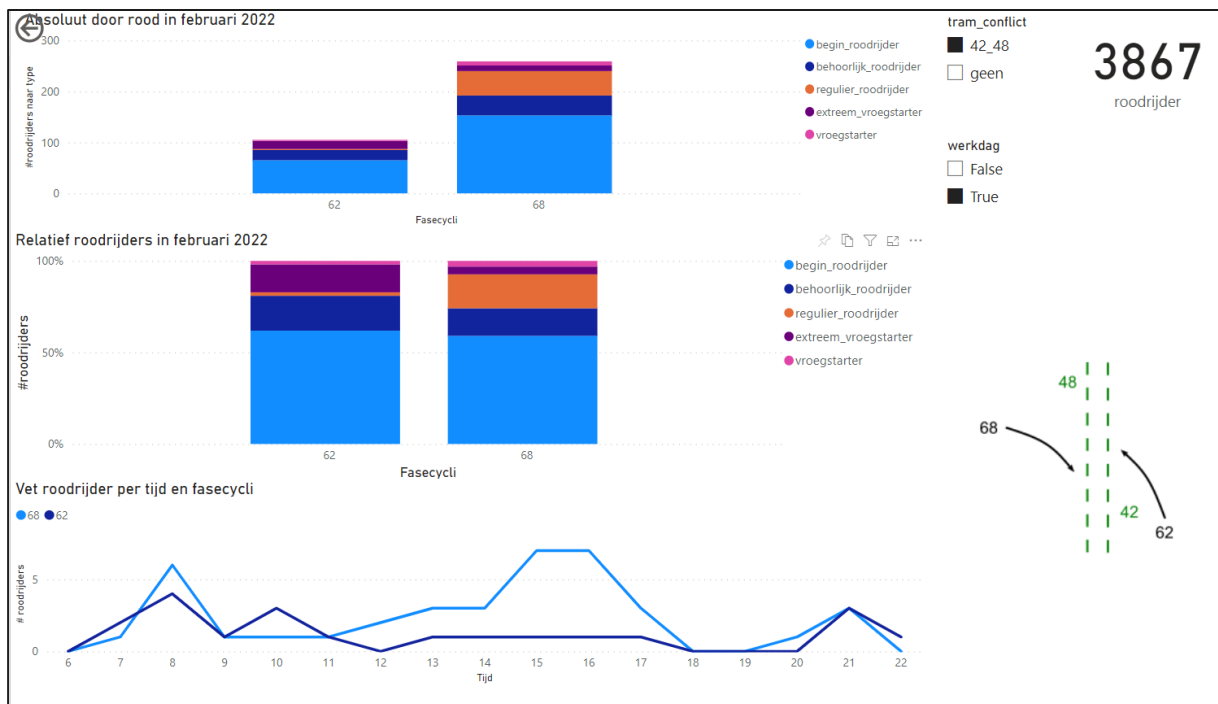 Absoluut door rood in februari 2022
#roodrijders naar type
300
200
100
0
62
68
Fasecycli
begin_roodrijder
behoorlijk_roodrijder
regulier_roodrijder
extreem_vroegstarter
vroegstarter
tram_conflict
42_48
geen
3867
roodrijder
werkdag
False
True
Relatief roodrijders in februari 2022
#roodrijders
100%
50%
0%
62
68
Fasecycli
begin_roodrijder
behoorlijk_roodrijder
regulier_roodrijder
extreem_vroegstarter
vroegstarter
48
68
42
62
Vet roodrijder per tijd en fasecycli
68 62
# roodrijders
5
0
6 7 8 9 10 11 12 13 14 15 16 17 18 19 20 21 22
Tijd